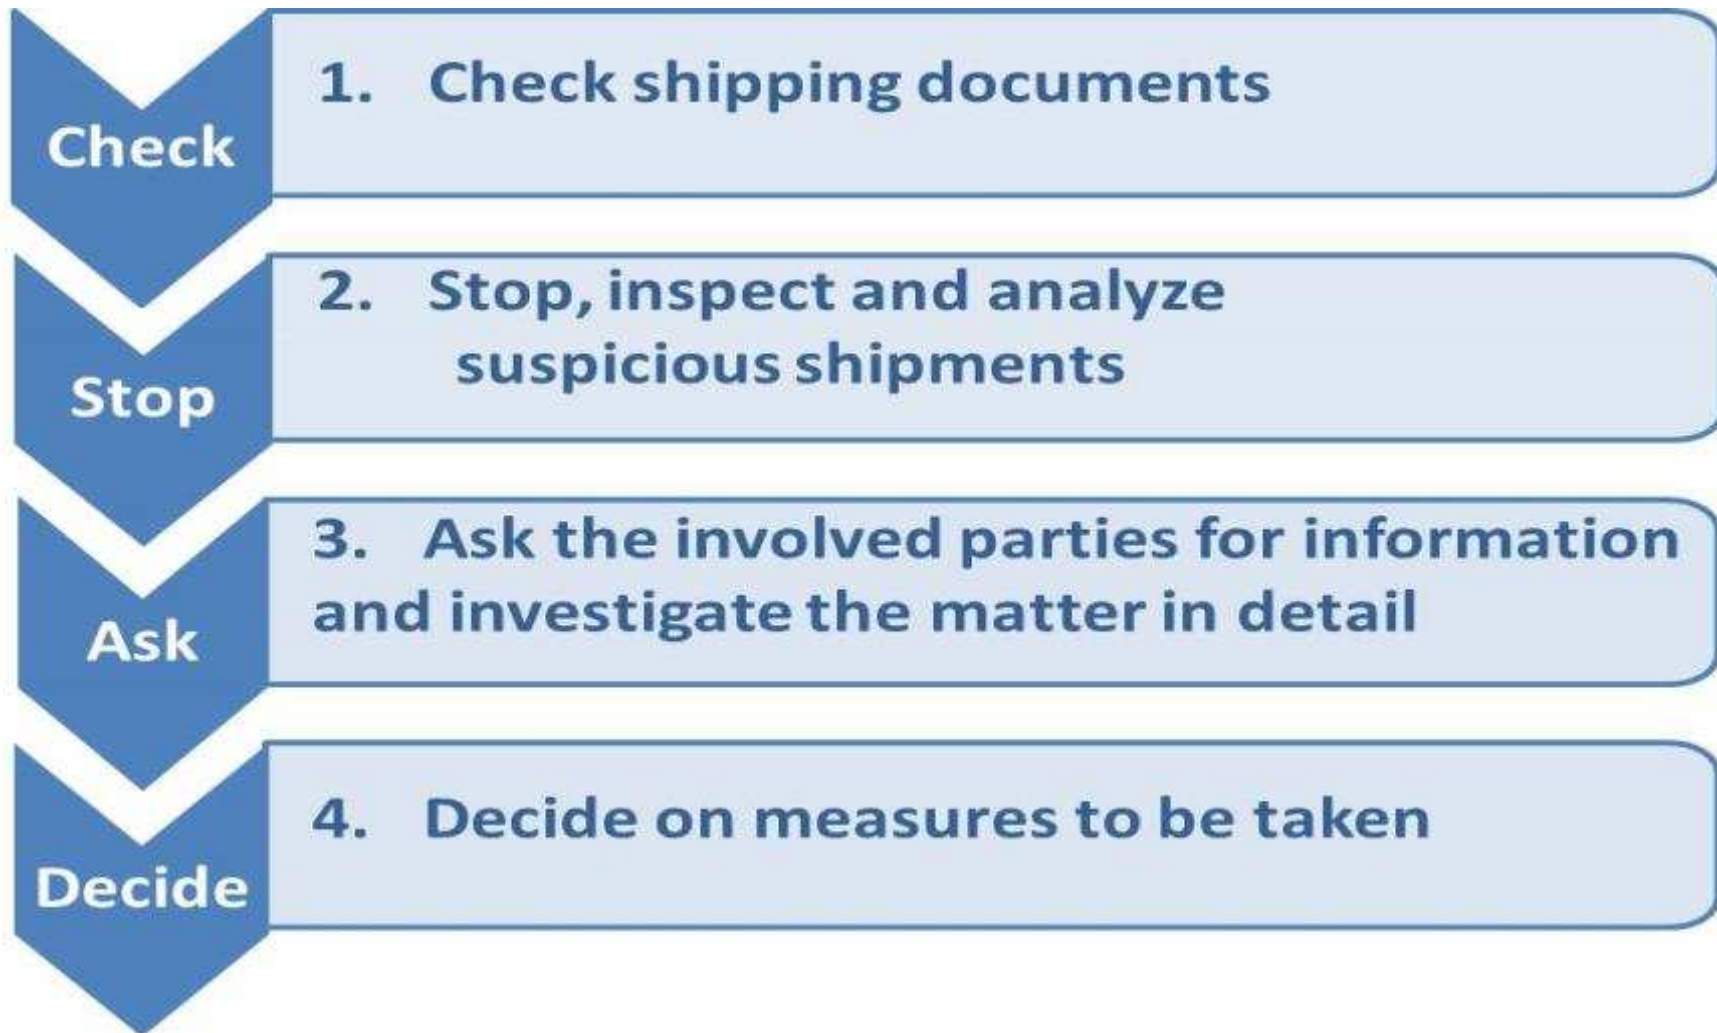 Check
1. Check shipping documents
Stop
2. Stop, inspect and analyze
suspicious shipments
Ask
3. Ask the involved parties for information
and investigate the matter in detail
Decide
4. Decide on measures to be taken